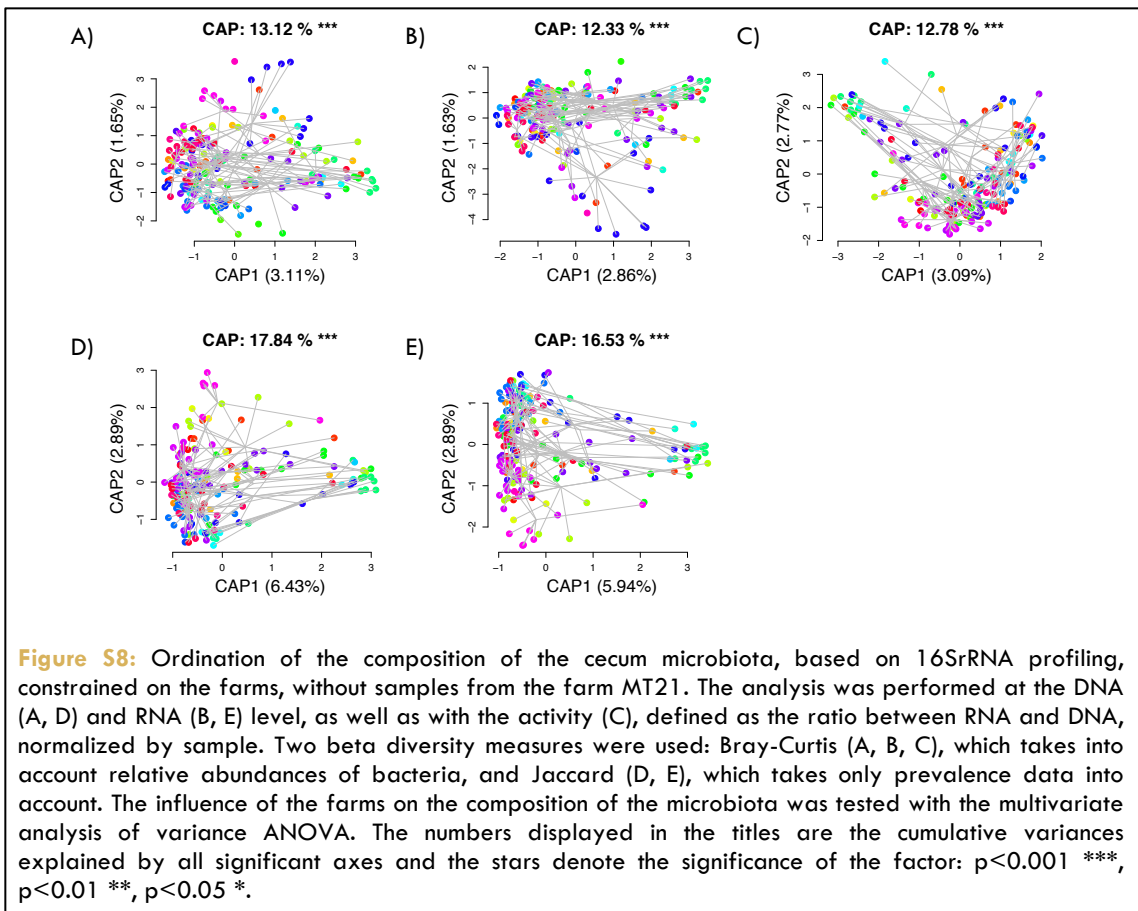 A) CAP: 13.12 % ***
CAP2 (1.65%)
3
2
1
0
−1
−2
−1 0 1 2 3
CAP1 (3.11%)
B) CAP: 12.33 % ***
CAP2 (1.63%)
2
1
0
−1
−2
−3
−4
−2 −1 0 1 2 3
CAP1 (2.86%)
C) CAP: 12.78 % ***
CAP2 (2.77%)
3
2
1
0
−1
−2
−3 −2 −1 0 1 2
CAP1 (3.09%)
D) CAP: 17.84 % ***
CAP2 (2.89%)
3
2
1
0
−1
−1 0 1 2 3
CAP1 (6.43%)
E) CAP: 16.53 % ***
CAP2 (2.89%)
1
0
−1
−2
−1 0 1 2 3
CAP1 (5.94%)
Figure S8: Ordination of the composition of the cecum microbiota, based on 16SrRNA profiling,
constrained on the farms, without samples from the farm MT21. The analysis was performed at the DNA
(A, D) and RNA (B, E) level, as well as with the activity (C), defined as the ratio between RNA and DNA,
normalized by sample. Two beta diversity measures were used: Bray-Curtis (A, B, C), which takes into
account relative abundances of bacteria, and Jaccard (D, E), which takes only prevalence data into
account. The influence of the farms on the composition of the microbiota was tested with the multivariate
analysis of variance ANOVA. The numbers displayed in the titles are the cumulative variances
explained by all significant axes and the stars denote the significance of the factor: p<0.001 ***,
p<0.01 **, p<0.05 *.